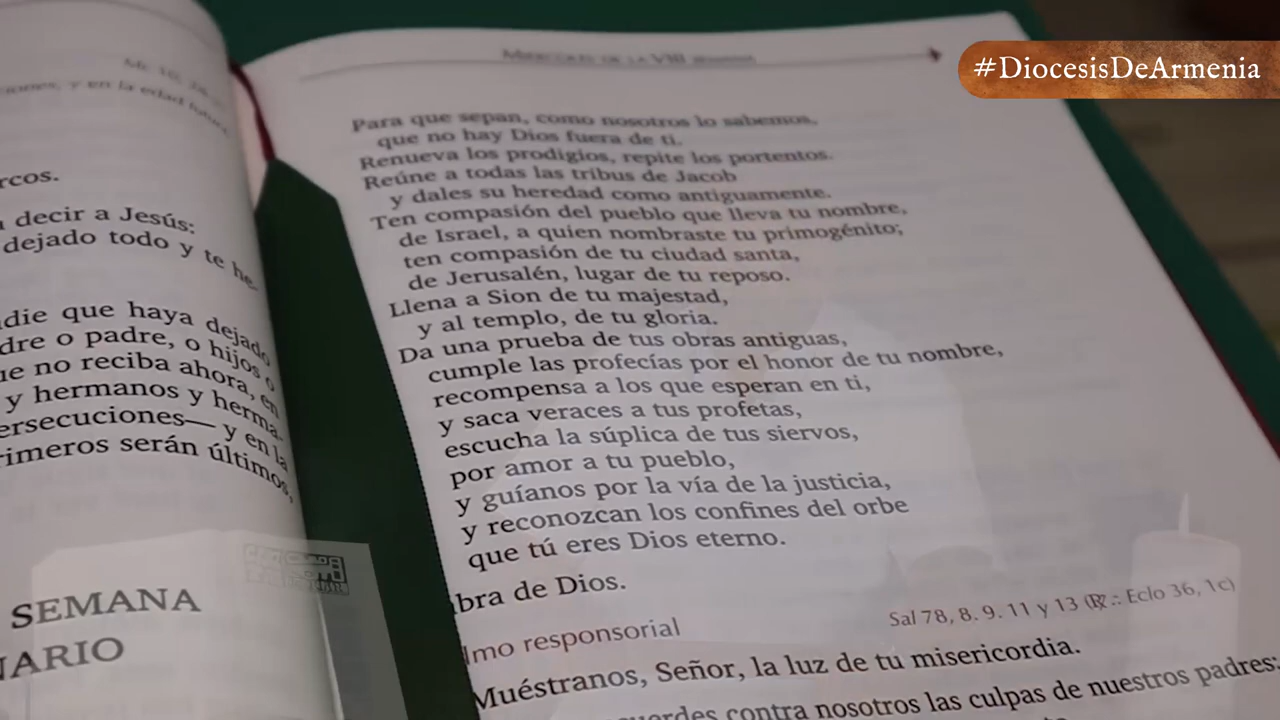 #DiocesisDeArmenia
rcos.
decir a Jesús:
dejado todo y te he-
die que haya dejado
dre o padre, o hijos o
ue no reciba ahora, en
y hermanos y herma-
ersecuciones— y en la
rimeros serán últimos,
SEMANA
NARIO
MIÉRCOLES DE LA VIII SEMANA
Para que sepan, como nosotros lo sabemos,
que no hay Dios fuera de ti.
Renueva los prodigios, repite los portentos.
Reúne a todas las tribus de Jacob
y dales su heredad como antiguamente.
Ten compasión del pueblo que lleva tu nombre,
de Israel, a quien nombraste tu primogénito;
ten compasión de tu ciudad santa,
de Jerusalén, lugar de tu reposo.
Llena a Sion de tu majestad,
y al templo, de tu gloria.
Da una prueba de tus obras antiguas,
cumple las profecías por el honor de tu nombre,
recompensa a los que esperan en ti,
y saca veraces a tus profetas,
escucha la súplica de tus siervos,
por amor a tu pueblo,
y guíanos por la vía de la justicia,
y reconozcan los confines del orbe
que tú eres Dios eterno.
bra de Dios.
lmo responsorial Sal 78, 8. 9. 11 y 13 (℟.: Eclo 36, 1c)
Muéstranos, Señor, la luz de tu misericordia.
uerdes contra nosotros las culpas de nuestros padres: